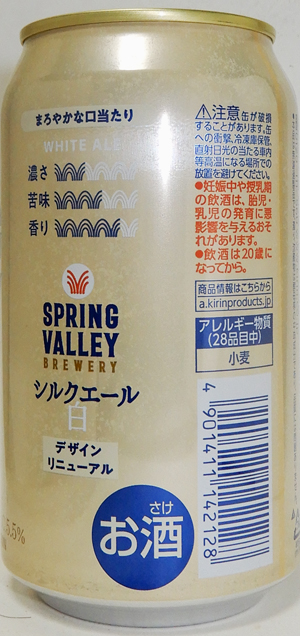 まろやかな口当たり
WHITE ALE
濃さ
苦味
香り
SPRING
VALLEY
BREWERY
シルクエール
白
デザイン
リニューアル
さけ
お酒
5.5%
⚠注意 缶が破損
することがあります。缶
への衝撃、冷凍庫保管、
直射日光の当たる車内
等高温になる場所での
放置を避けてください。
●妊娠中や授乳期
の飲酒は、胎児・
乳児の発育に悪
影響を与えるおそ
れがあります。
●飲酒は20歳に
なってから。
商品情報はこちらから
a.kirinproducts.jp
アレルギー物質
(28品目中)
小麦
4 901411 142128